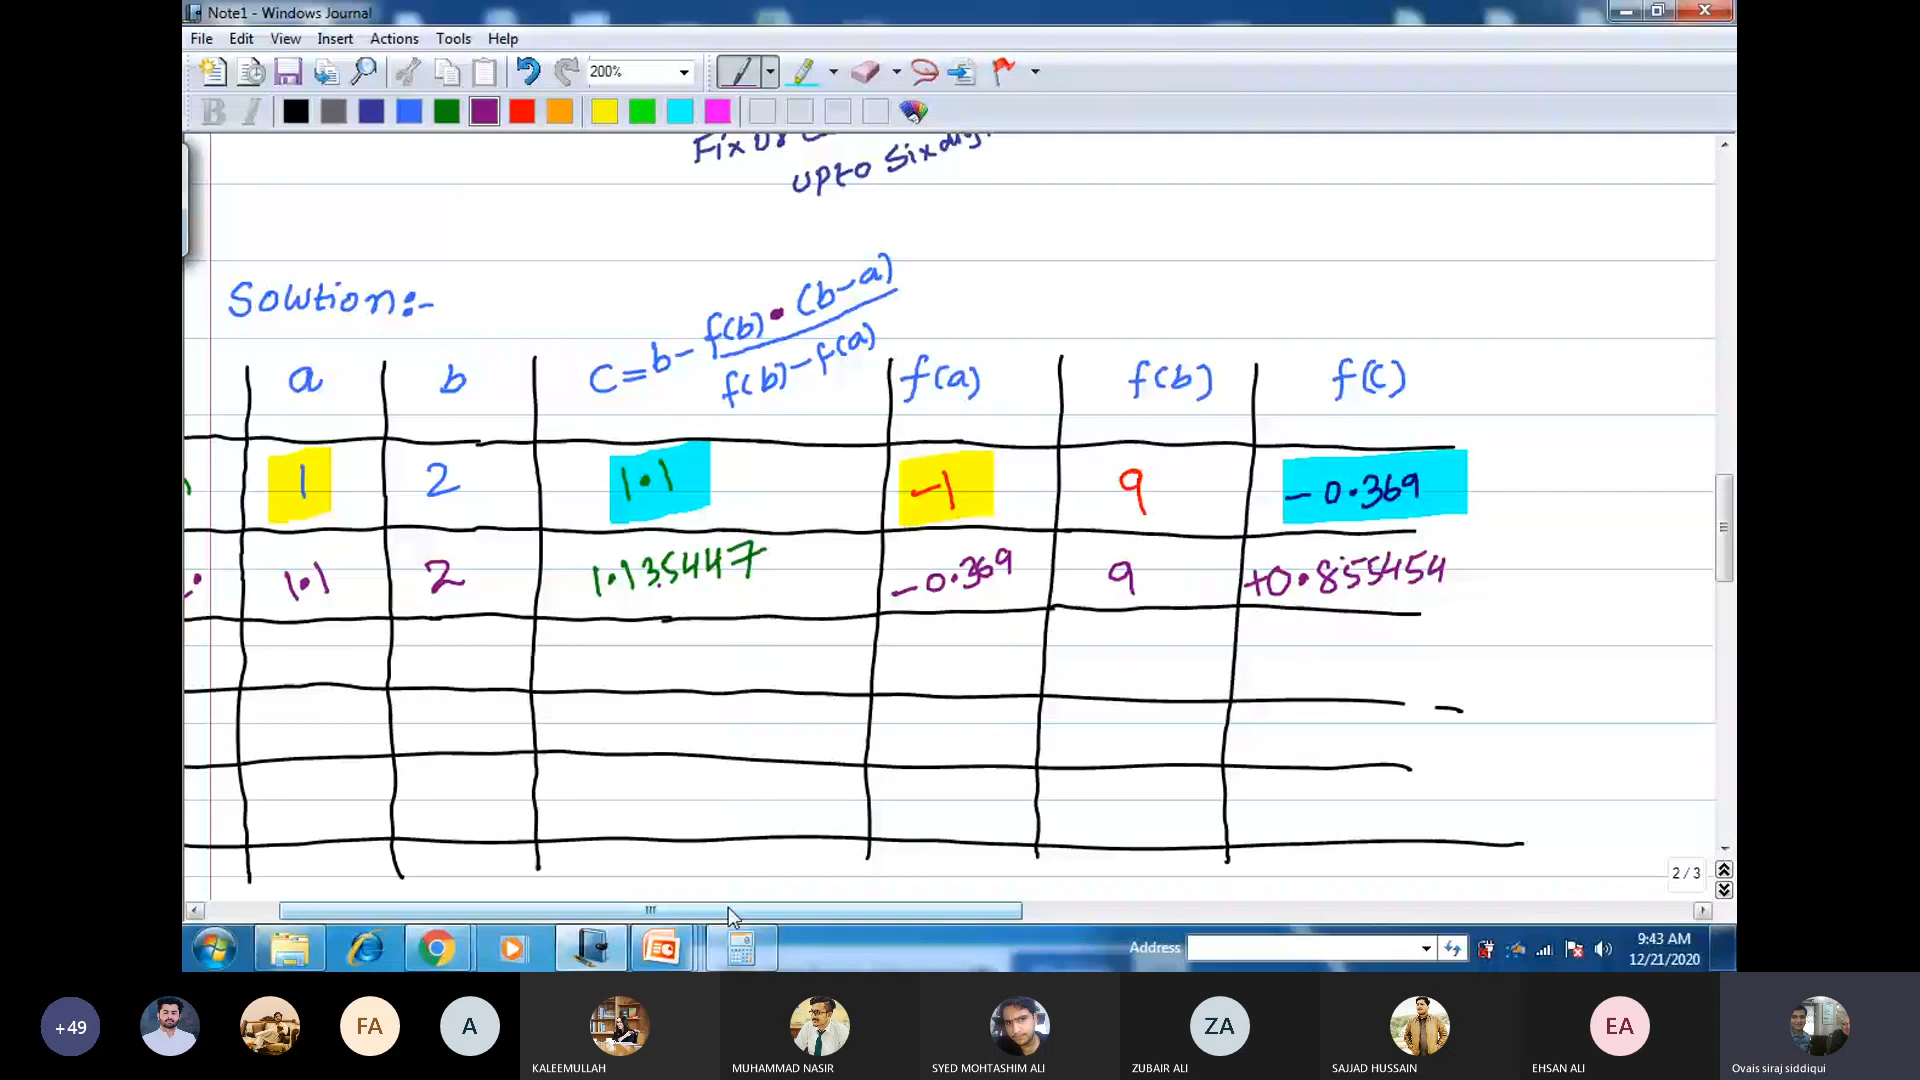 Note1 - Windows Journal
File Edit View Insert Actions Tools Help
200%
B I
upto Six
Solution:-
C = b - f(b) • (b-a) / f(b) - f(a)
a b f(a) f(b) f(c)
1 2 1.1 -1 9 -0.369
1.1 2 1.135447 -0.369 9 +0.855454
2 / 3
Address
9:43 AM
12/21/2020
+49 FA A ZA EA
KALEEMULLAH MUHAMMAD NASIR SYED MOHTASHIM ALI ZUBAIR ALI SAJJAD HUSSAIN EHSAN ALI Ovais siraj siddiqui